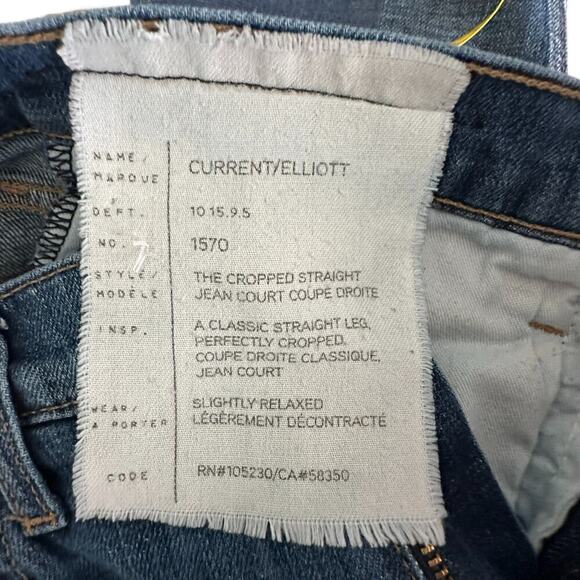 NAME/ CURRENT/ELLIOTT
MARQUE
DEPT. 10 15.9.5
NO. 1570
STYLE/ THE CROPPED STRAIGHT
MODÈLE JEAN COURT COUPE DROITE
INSP. A CLASSIC STRAIGHT LEG,
PERFECTLY CROPPED.
COUPE DROITE CLASSIQUE,
JEAN COURT
WEAR/ SLIGHTLY RELAXED
A PORTER LÉGÈREMENT DÉCONTRACTÉ
CODE RN#105230/CA#58350